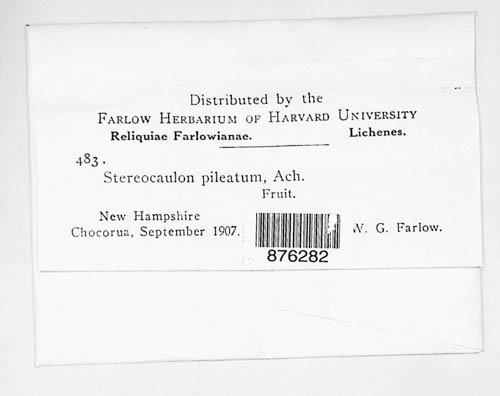 Distributed by the
FARLOW HERBARIUM OF HARVARD UNIVERSITY
Reliquiae Farlowianae. Lichenes.
483.
Stereocaulon pileatum, Ach.
Fruit.
New Hampshire
Chocorua, September 1907. W. G. Farlow.
876282